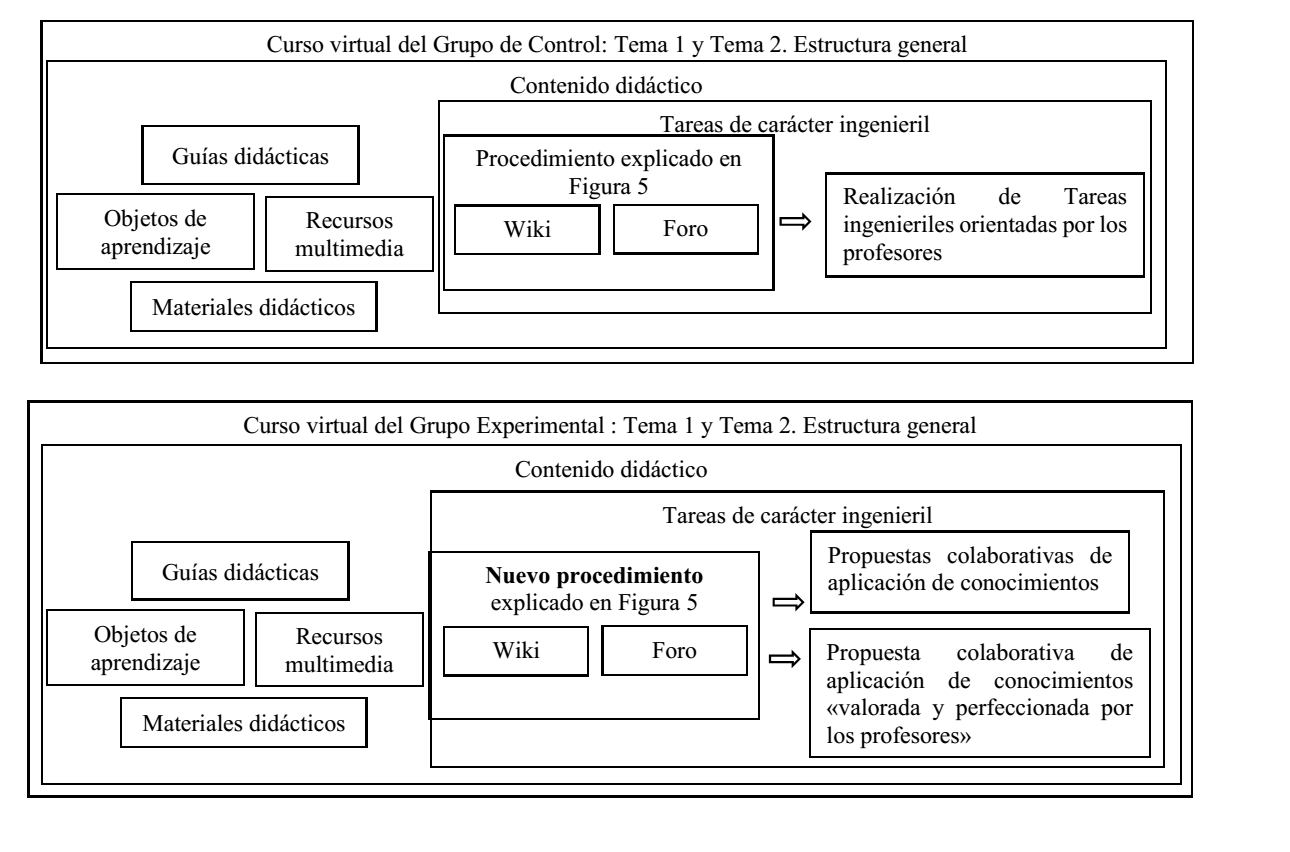 Curso virtual del Grupo de Control: Tema 1 y Tema 2. Estructura general
Contenido didáctico
Tareas de carácter ingenieril
Guías didácticas
Objetos de
aprendizaje
Recursos
multimedia
Materiales didácticos
Procedimiento explicado en
Figura 5
Wiki
Foro
Realización de Tareas
ingenieriles orientadas por los
profesores
Curso virtual del Grupo Experimental : Tema 1 y Tema 2. Estructura general
Contenido didáctico
Tareas de carácter ingenieril
Guías didácticas
Objetos de
aprendizaje
Recursos
multimedia
Materiales didácticos
Nuevo procedimiento
explicado en Figura 5
Wiki
Foro
Propuestas colaborativas de
aplicación de conocimientos
Propuesta colaborativa de
aplicación de conocimientos
«valorada y perfeccionada por
los profesores»